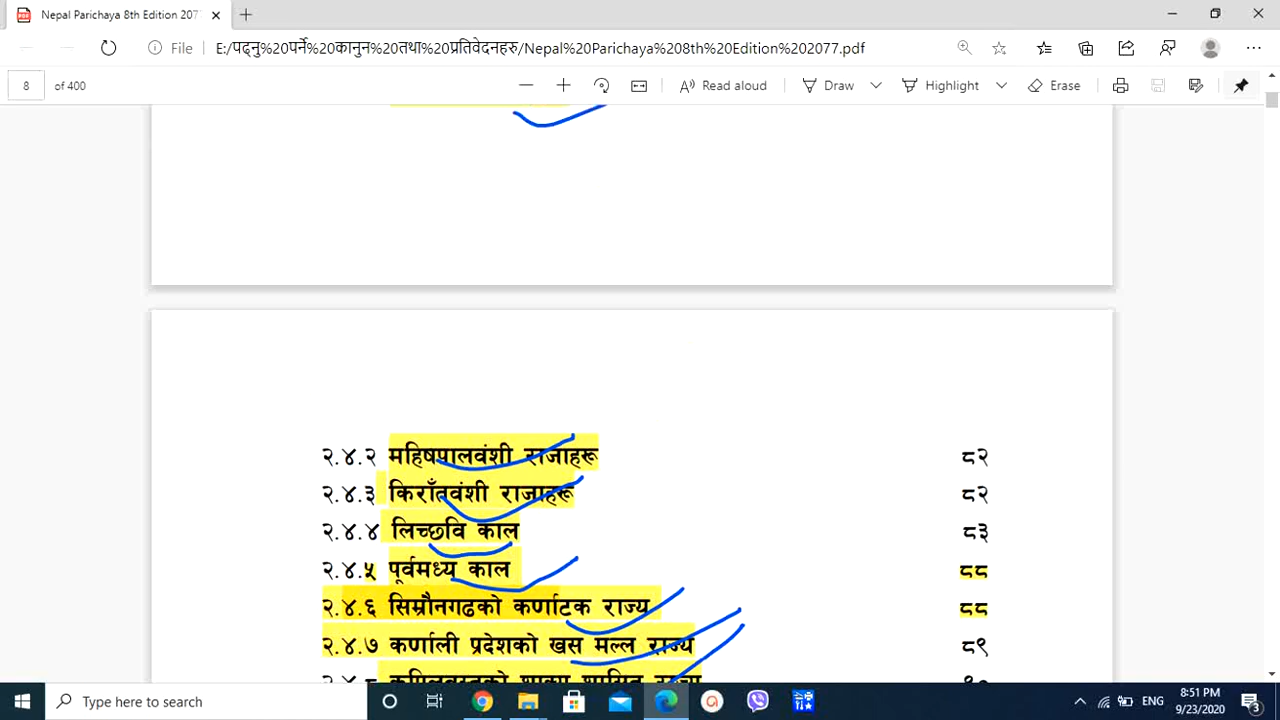 Nepal Parichaya 8th Edition 207
File E:/पढ्नु%20पर्ने%20कानुन%20तथा%20प्रतिवेदनहरु/Nepal%20Parichaya%208th%20Edition%202077.pdf
8 of 400 Read aloud Draw Highlight Erase
२.४.२ महिषपालवंशी राजाहरू ८२
२.४.३ किराँतवंशी राजाहरू ८२
२.४.४ लिच्छवि काल ८३
२.४.५ पूर्वमध्य काल ८८
२.४.६ सिम्रौनगढको कर्णाटक राज्य ८८
२.४.७ कर्णाली प्रदेशको खस मल्ल राज्य ८९
Type here to search ENG 8:51 PM
9/23/2020 3